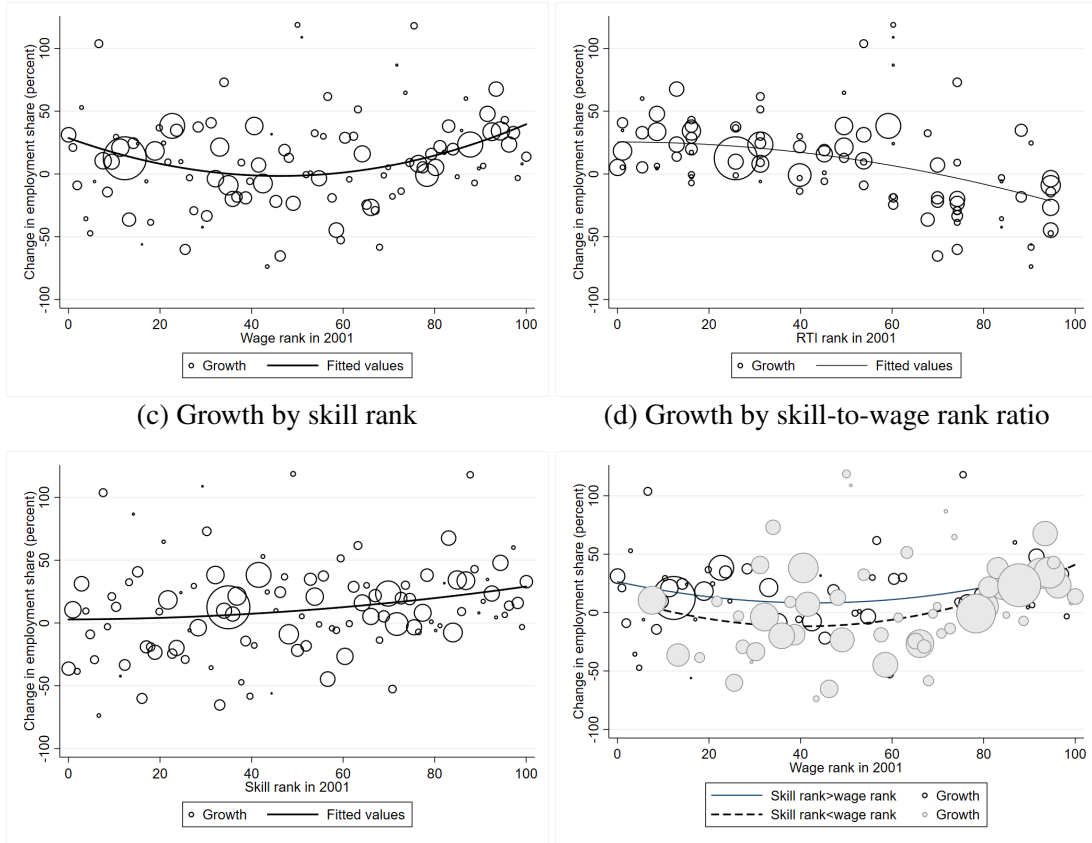 Change in employment share (percent)
100
50
0
-50
-100
0
20
40
60
80
100
Wage rank in 2001
Growth
Fitted values
Change in employment share (percent)
100
50
0
-50
-100
0
20
40
60
80
100
RTI rank in 2001
Growth
Fitted values
(c) Growth by skill rank
(d) Growth by skill-to-wage rank ratio
Change in employment share (percent)
100
50
0
-50
-100
0
20
40
60
80
100
Skill rank in 2001
Growth
Fitted values
Change in employment share (percent)
100
50
0
-50
-100
0
20
40
60
80
100
Wage rank in 2001
Skill rank>wage rank
Growth
Skill rank<wage rank
Growth